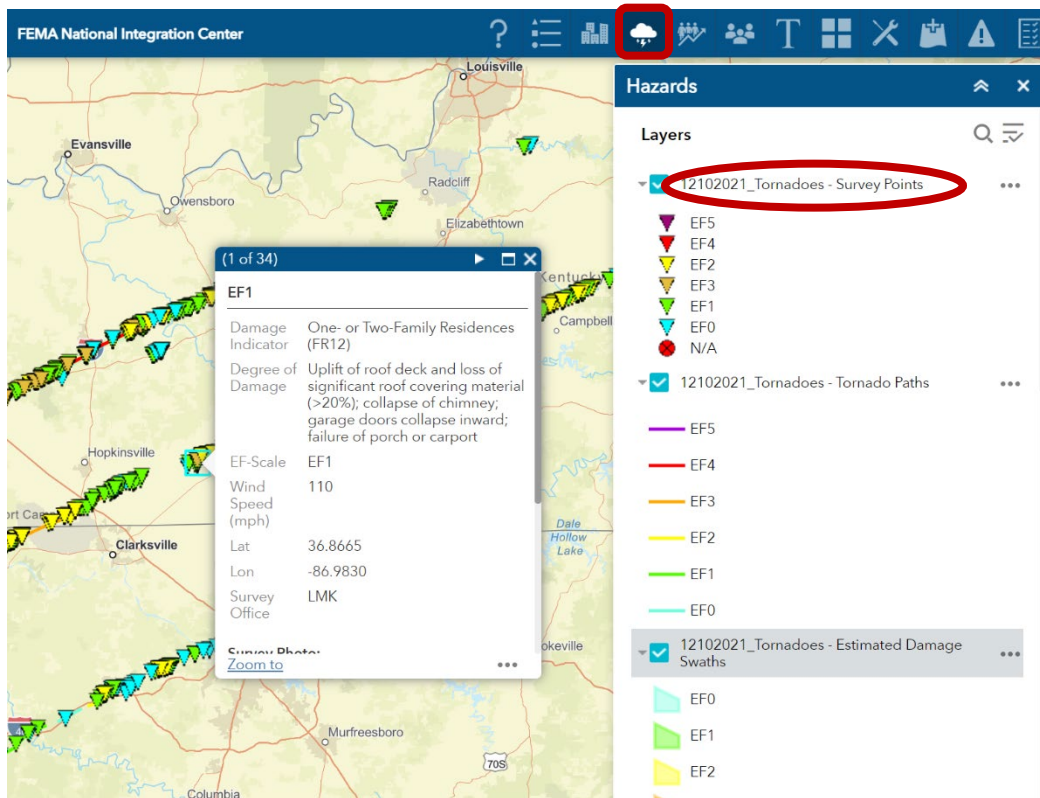 FEMA National Integration Center
?
T
Louisville
Evansville
Owensboro
Radcliff
Elizabethtown
Campbell
Hopkinsville
Clarksville
Dale
Hollow
Lake
Murfreesboro
70S
Columbia
(1 of 34)
EF1
Damage Indicator One- or Two-Family Residences (FR12)
Degree of Damage Uplift of roof deck and loss of
significant roof covering material
(>20%); collapse of chimney;
garage doors collapse inward;
failure of porch or carport
EF-Scale EF1
Wind Speed (mph) 110
Lat 36.8665
Lon -86.9830
Survey Office LMK
Survey Photo:
Zoom to
Hazards
Layers
12102021_Tornadoes - Survey Points
EF5
EF4
EF2
EF3
EF1
EF0
N/A
12102021_Tornadoes - Tornado Paths
EF5
EF4
EF3
EF2
EF1
EF0
12102021_Tornadoes - Estimated Damage
Swaths
EF0
EF1
EF2